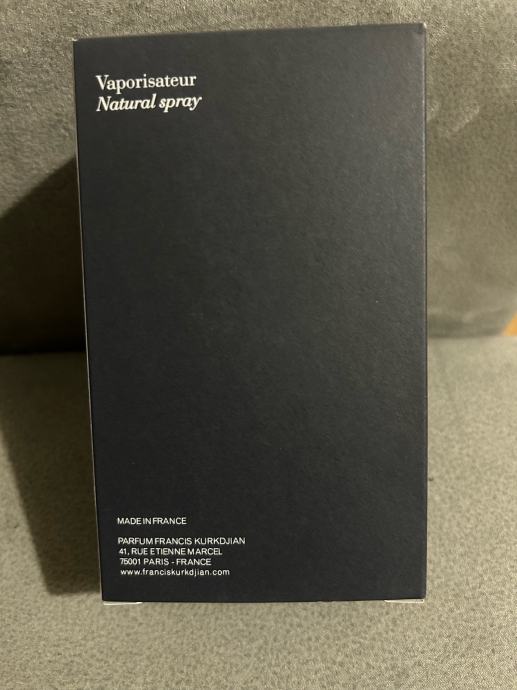 Vaporisateur
Natural spray
MADE IN FRANCE
PARFUM FRANCIS KURKDJIAN
41, RUE ETIENNE MARCEL
75001 PARIS - FRANCE
www.franciskurkdjian.com